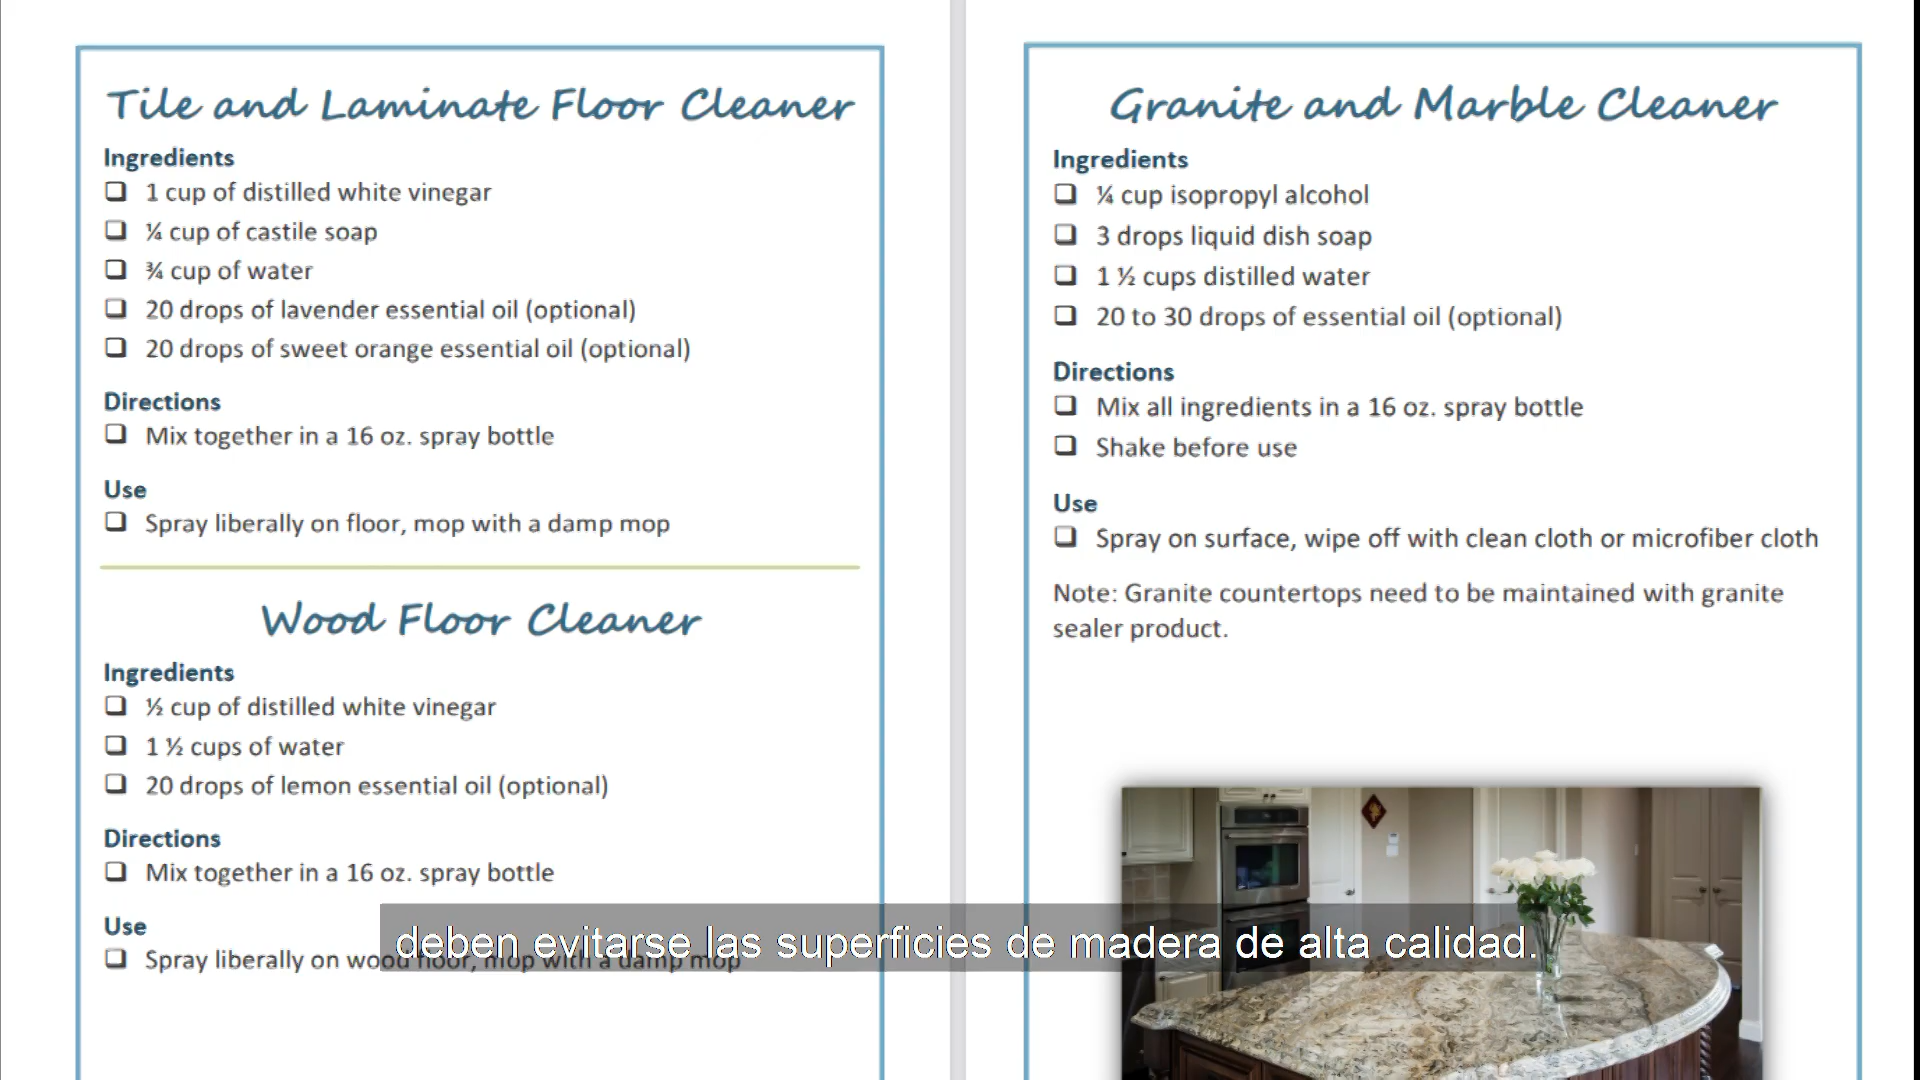 Tile and Laminate Floor Cleaner
Ingredients
1 cup of distilled white vinegar
¼ cup of castile soap
¾ cup of water
20 drops of lavender essential oil (optional)
20 drops of sweet orange essential oil (optional)
Directions
Mix together in a 16 oz. spray bottle
Use
Spray liberally on floor, mop with a damp mop
Wood Floor Cleaner
Ingredients
½ cup of distilled white vinegar
1 ½ cups of water
20 drops of lemon essential oil (optional)
Directions
Mix together in a 16 oz. spray bottle
Use
Spray liberally on wood floor, mop with a damp mop
Granite and Marble Cleaner
Ingredients
¼ cup isopropyl alcohol
3 drops liquid dish soap
1 ½ cups distilled water
20 to 30 drops of essential oil (optional)
Directions
Mix all ingredients in a 16 oz. spray bottle
Shake before use
Use
Spray on surface, wipe off with clean cloth or microfiber cloth
Note: Granite countertops need to be maintained with granite
sealer product.
deben evitarse las superficies de madera de alta calidad.